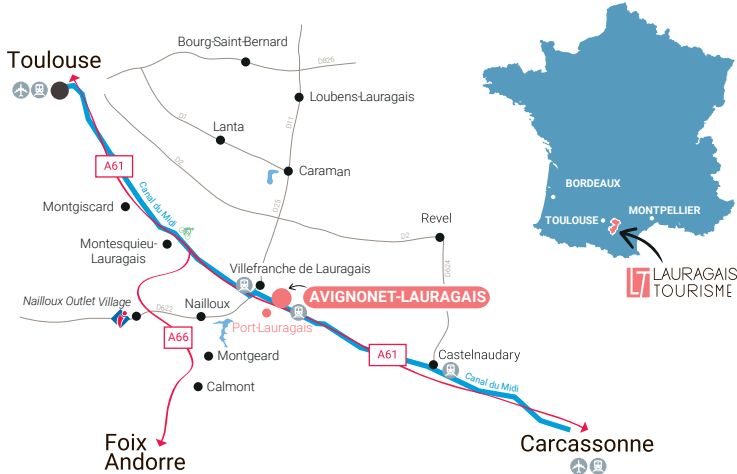 Bourg-Saint-Bernard
D826
Toulouse
Loubens-Lauragais
D1
D11
Lanta
A61
D2
Caraman
BORDEAUX
Canal du Midi
Montgiscard
D25
MONTPELLIER
TOULOUSE
Revel
D2
Montesquieu-
Lauragais
Villefranche de Lauragais
D624
LT
LAURAGAIS
TOURISME
AVIGNONET-LAURAGAIS
Nailloux Outlet Village
D622
Nailloux
Port-Lauragais
A66
Montgeard
A61
Castelnaudary
Calmont
Canal du Midi
Foix
Andorre
Carcassonne